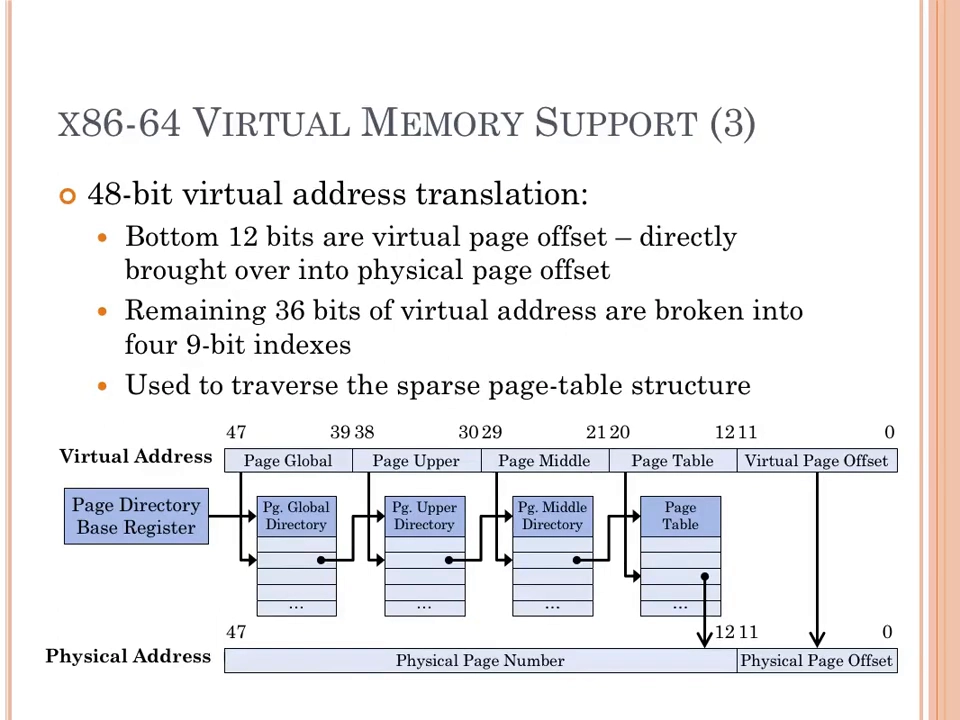 X86-64 VIRTUAL MEMORY SUPPORT (3)
48-bit virtual address translation:
Bottom 12 bits are virtual page offset – directly
brought over into physical page offset
Remaining 36 bits of virtual address are broken into
four 9-bit indexes
Used to traverse the sparse page-table structure
47 39 38 30 29 21 20 12 11 0
Virtual Address Page Global Page Upper Page Middle Page Table Virtual Page Offset
Page Directory
Base Register
Pg. Global
Directory
...
Pg. Upper
Directory
...
Pg. Middle
Directory
...
Page
Table
...
47 12 11 0
Physical Address Physical Page Number Physical Page Offset